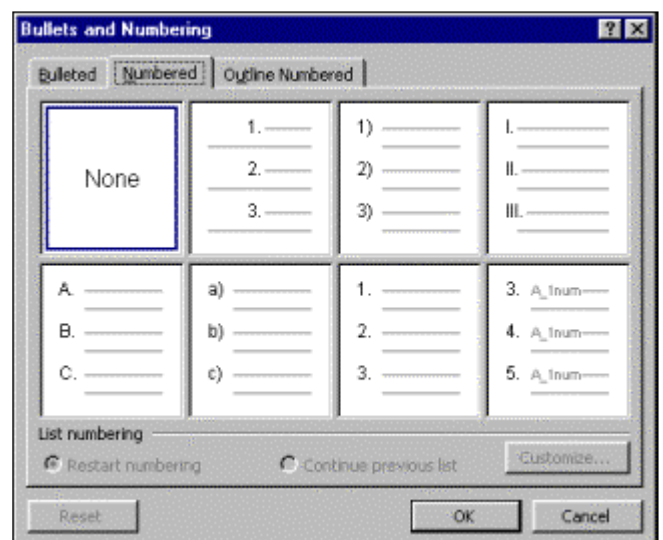 Bullets and Numbering
Bulleted Numbered Outline Numbered
None
1.
2.
3.
1)
2)
3)
I.
II.
III.
A.
B.
C.
a)
b)
c)
1.
2.
3.
3. A_1num
4. A_1num
5. A_1num
List numbering
Restart numbering Continue previous list Customize...
Reset OK Cancel